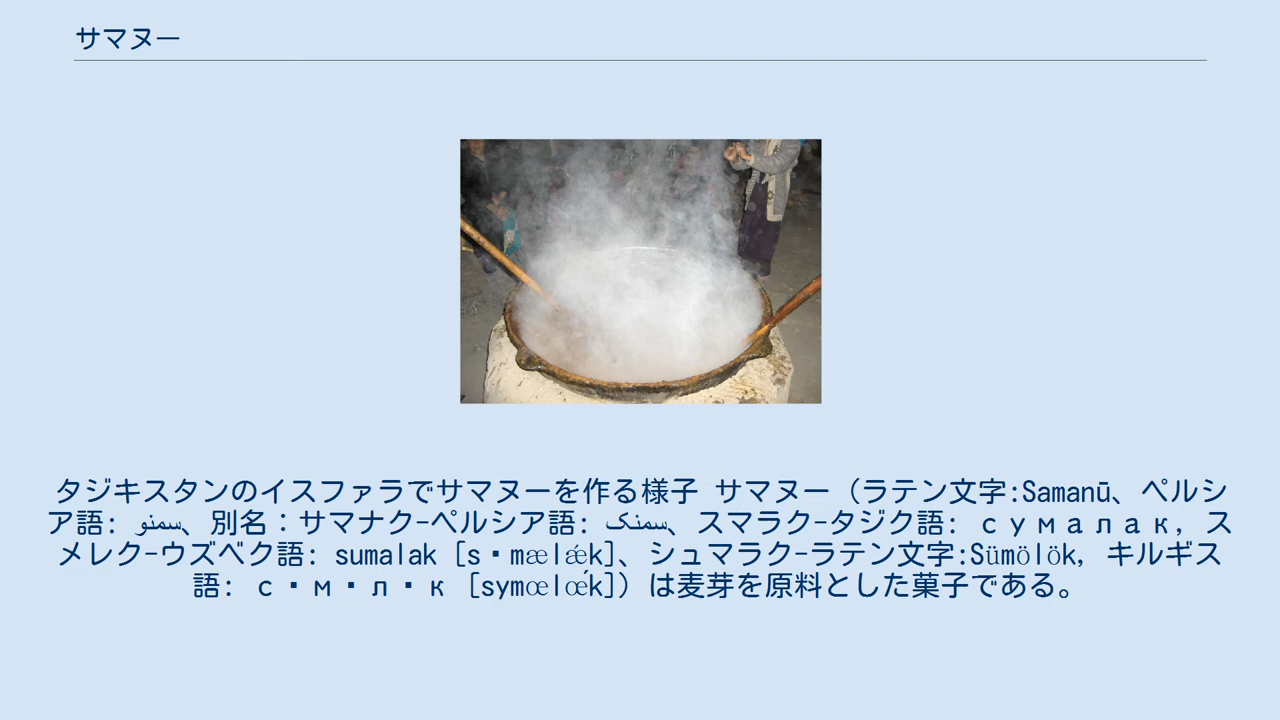 サマヌー
タジキスタンのイスファラでサマヌーを作る様子 サマヌー（ラテン文字:Samanū、ペルシ
ア語: سمنو、別名：サマナク−ペルシア語: سمنک、スマラク−タジク語: сумалак, ス
メレク−ウズベク語: sumalak [s・mælǽk]、シュマラク−ラテン文字:Sümölök, キルギス
語: с・м・л・к [symœlœ́k]）は麦芽を原料とした菓子である。